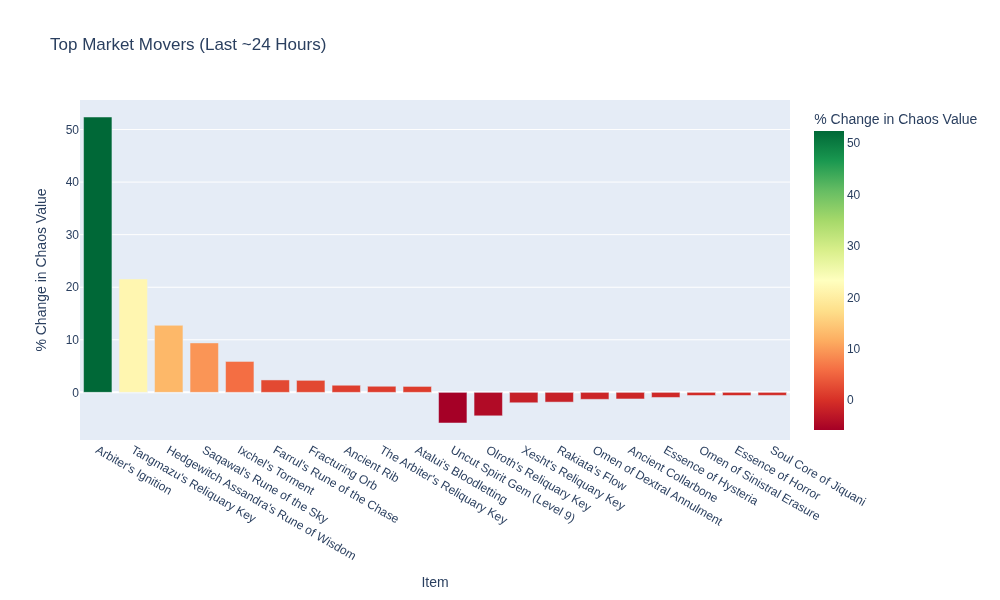 Top Market Movers (Last ~24 Hours)
% Change in Chaos Value
50
40
30
20
10
0
Arbiter's Ignition
Tangmazu's Reliquary Key
Hedgewitch Assandra's Rune of Wisdom
Saqawal's Rune of the Sky
Ixchel's Torment
Farrul's Rune of the Chase
Fracturing Orb
Ancient Rib
The Arbiter's Reliquary Key
Atalui's Bloodletting
Uncut Spirit Gem (Level 9)
Olroth's Reliquary Key
Xesht's Reliquary Key
Rakiata's Flow
Omen of Dextral Annulment
Ancient Collarbone
Essence of Hysteria
Omen of Sinistral Erasure
Essence of Horror
Soul Core of Jiquani
Item
% Change in Chaos Value
50
40
30
20
10
0